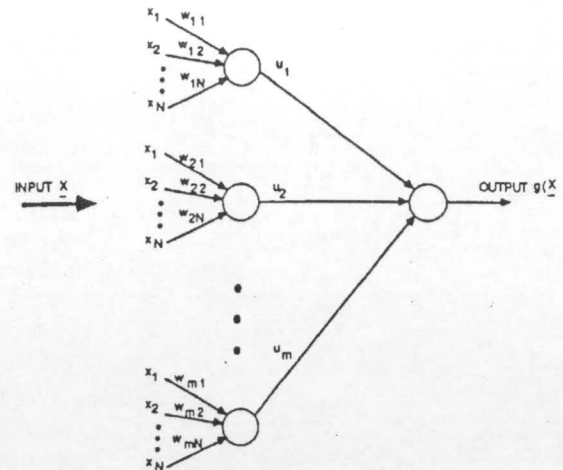 x1 w11
x2 w12
w1N
xN
u1
x1 w21
x2 w22
w2N
xN
u2
INPUT X
OUTPUT g(X
x1 wm1
x2 wm2
wmN
xN
um